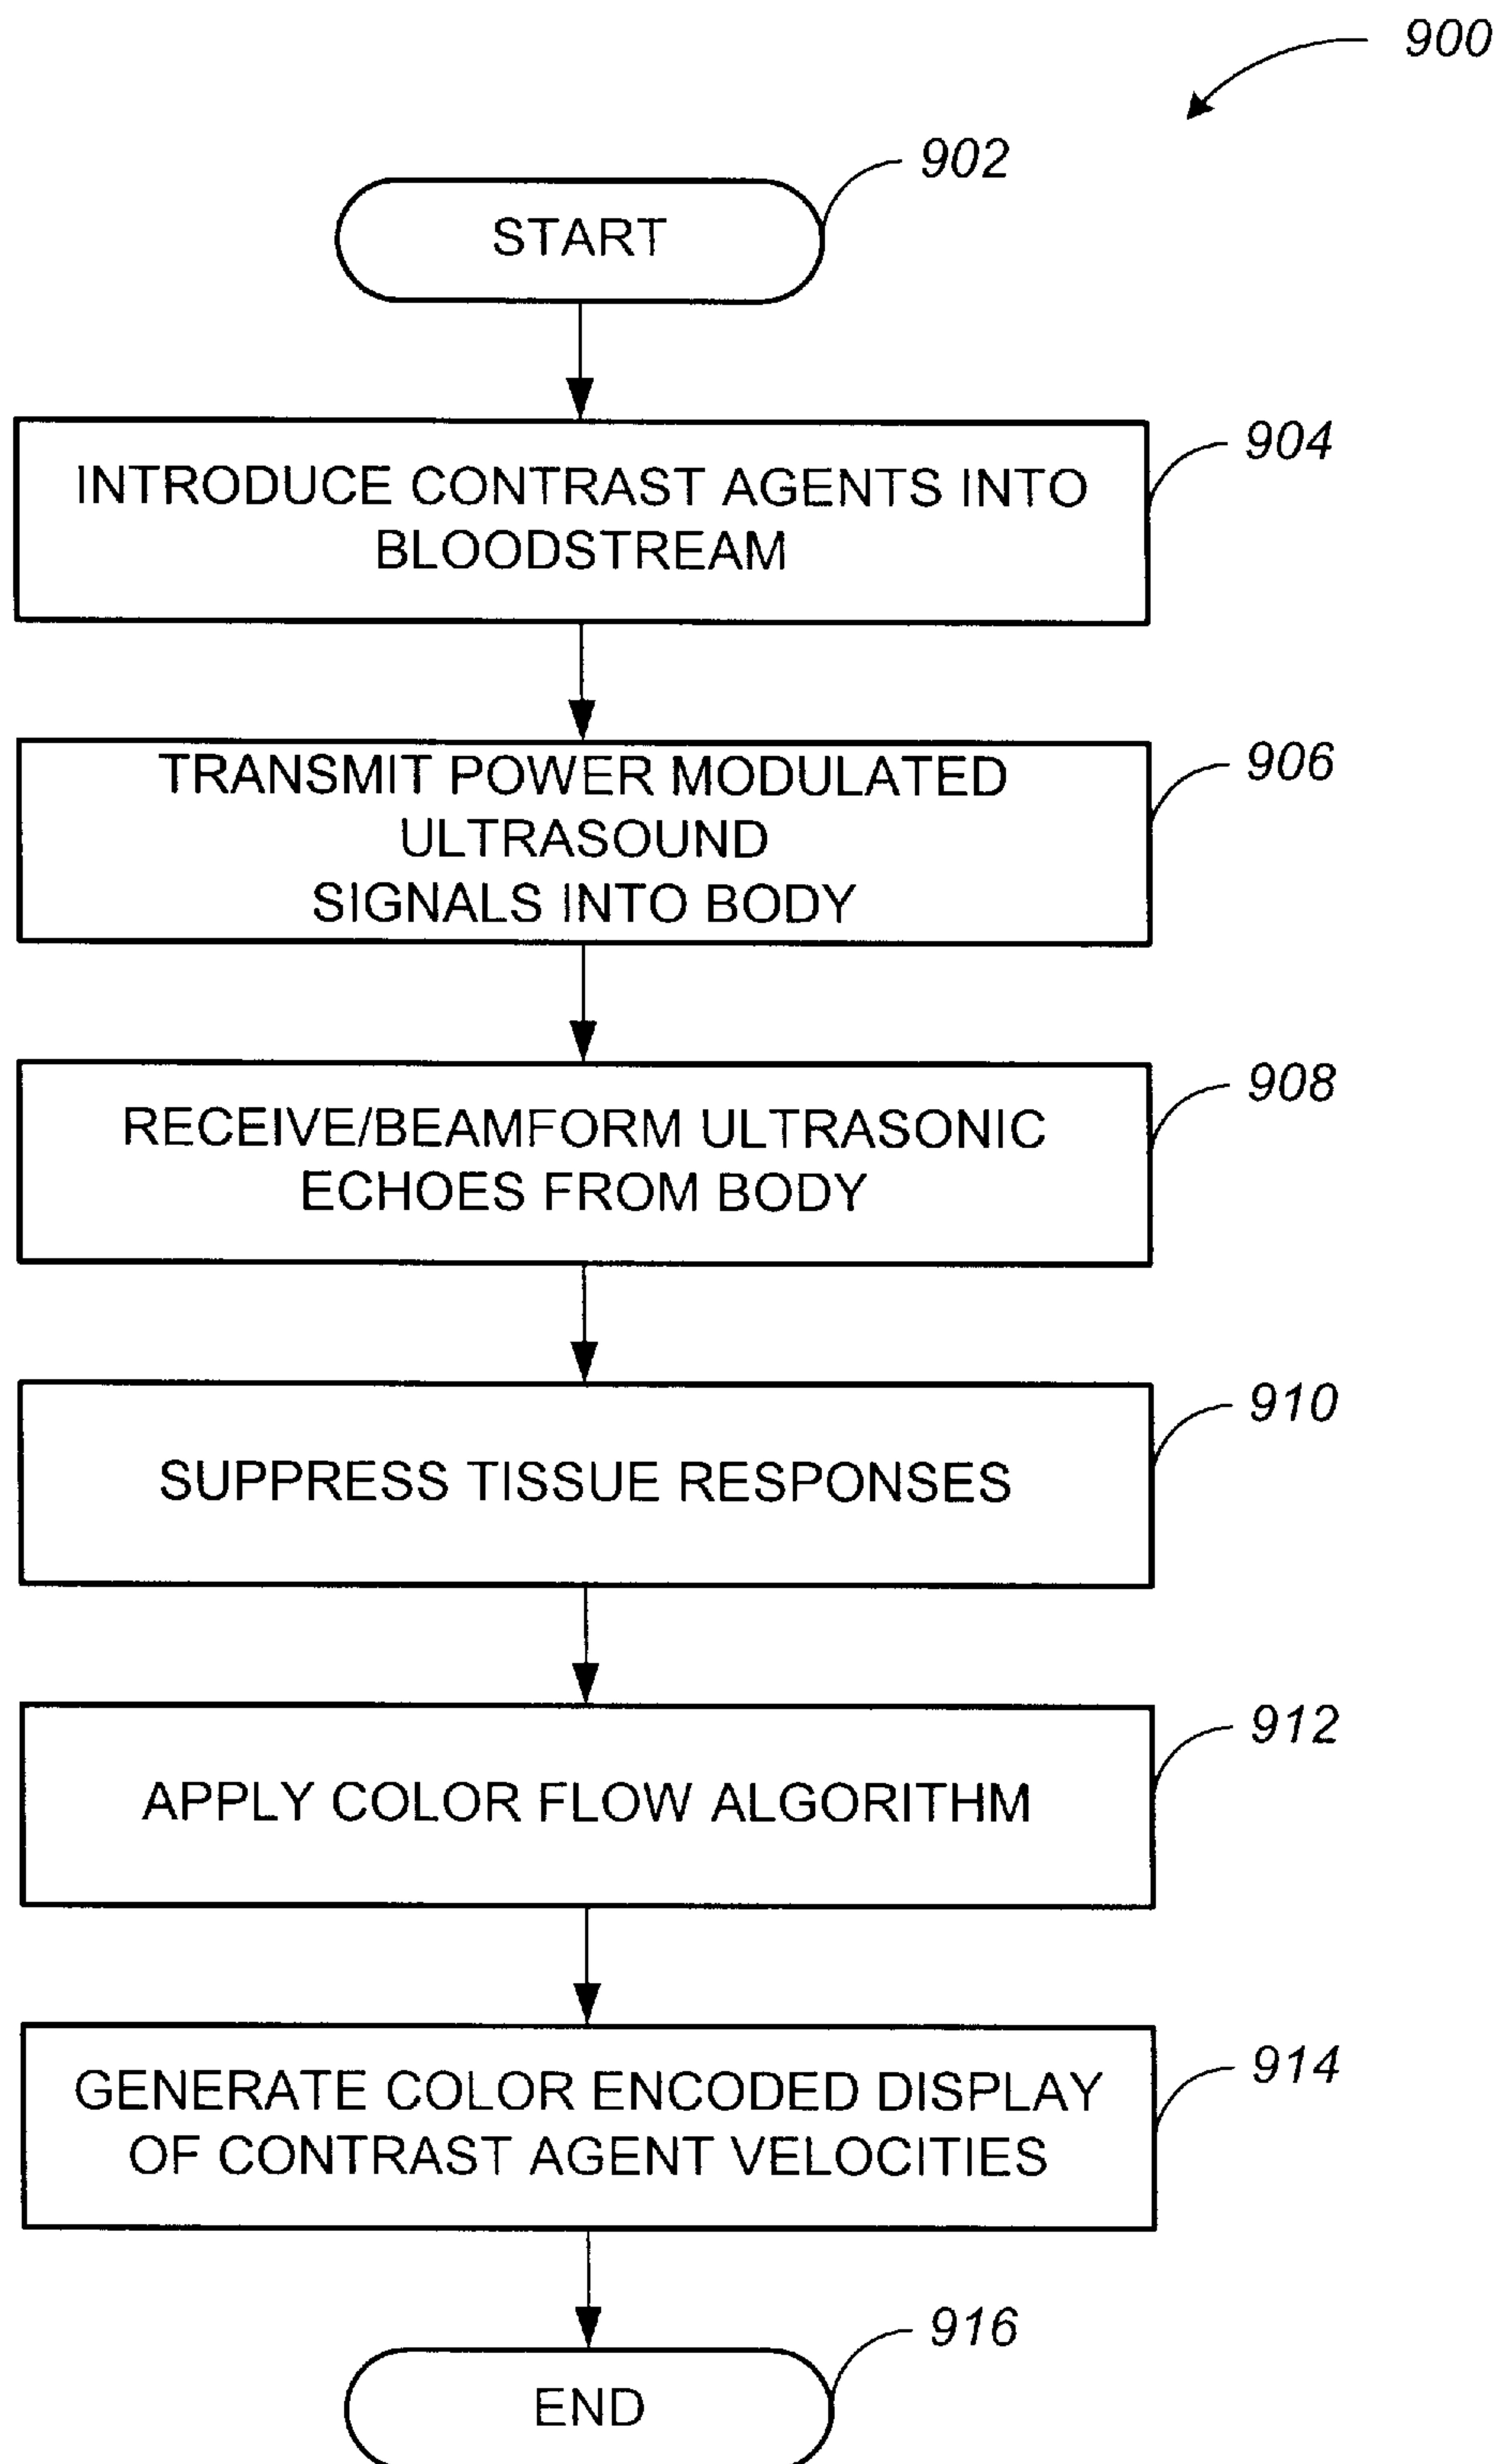 900
902
START
904
INTRODUCE CONTRAST AGENTS INTO
BLOODSTREAM
906
TRANSMIT POWER MODULATED
ULTRASOUND
SIGNALS INTO BODY
908
RECEIVE/BEAMFORM ULTRASONIC
ECHOES FROM BODY
910
SUPPRESS TISSUE RESPONSES
912
APPLY COLOR FLOW ALGORITHM
914
GENERATE COLOR ENCODED DISPLAY
OF CONTRAST AGENT VELOCITIES
916
END